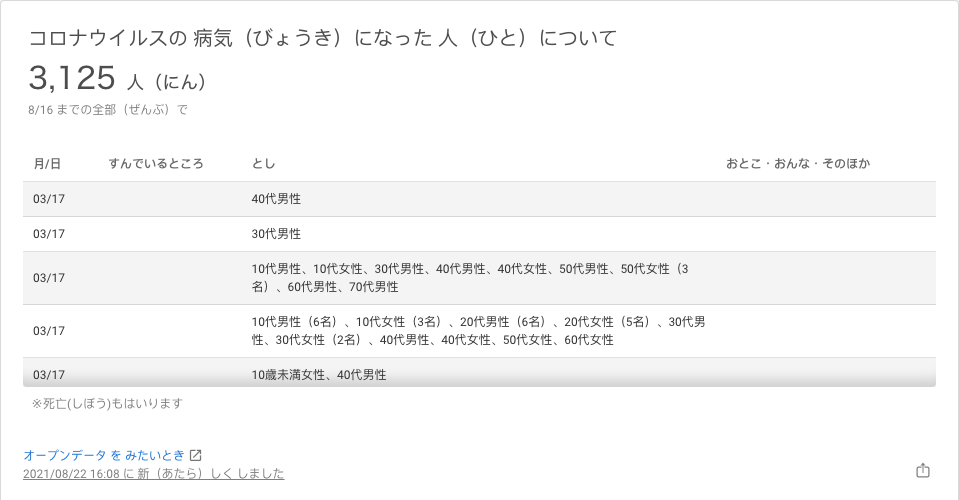 コロナウイルスの 病気（びょうき）になった 人（ひと）について
3,125 人（にん）
8/16 までの全部（ぜんぶ）で
月/日 すんでいるところ とし おとこ・おんな・そのほか
03/17 40代男性
03/17 30代男性
03/17 10代男性、10代女性、30代男性、40代男性、40代女性、50代男性、50代女性（3
名）、60代男性、70代男性
03/17 10代男性（6名）、10代女性（3名）、20代男性（6名）、20代女性（5名）、30代男
性、30代女性（2名）、40代男性、40代女性、50代女性、60代女性
03/17 10歳未満女性、40代男性
※死亡(しぼう)もはいります
オープンデータ を みたいとき
2021/08/22 16:08 に 新（あたら）しく しました